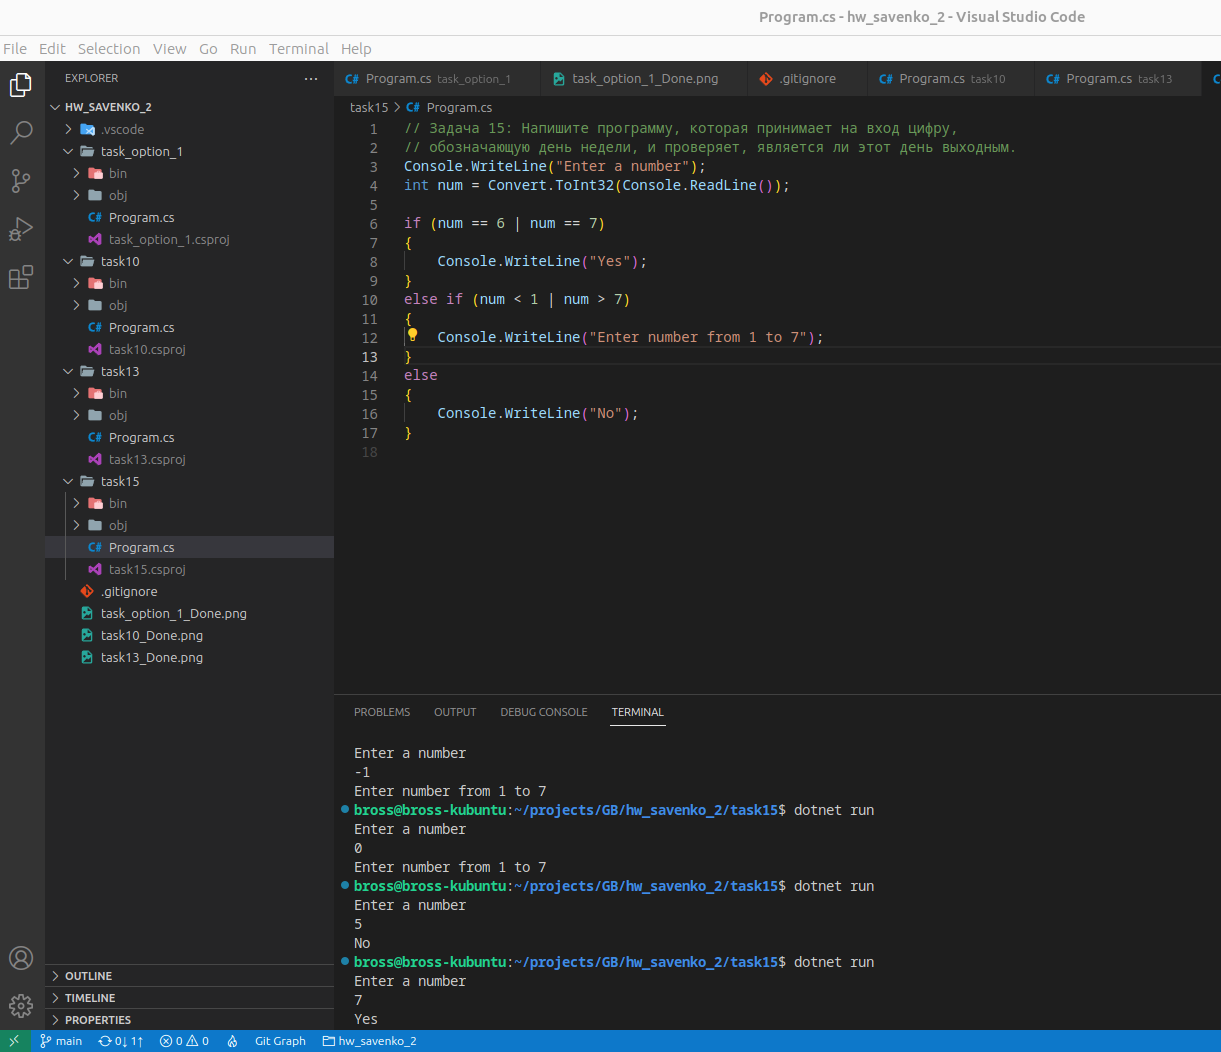 Program.cs - hw_savenko_2 - Visual Studio Code
File Edit Selection View Go Run Terminal Help
EXPLORER ...
HW_SAVENKO_2
.vscode
task_option_1
bin
obj
C# Program.cs
task_option_1.csproj
task10
bin
obj
C# Program.cs
task10.csproj
task13
bin
obj
C# Program.cs
task13.csproj
task15
bin
obj
C# Program.cs
task15.csproj
.gitignore
task_option_1_Done.png
task10_Done.png
task13_Done.png
OUTLINE
TIMELINE
PROPERTIES
C# Program.cs task_option_1 task_option_1_Done.png .gitignore C# Program.cs task10 C# Program.cs task13 C
task15 > C# Program.cs
1 // Задача 15: Напишите программу, которая принимает на вход цифру,
2 // обозначающую день недели, и проверяет, является ли этот день выходным.
3 Console.WriteLine("Enter a number");
4 int num = Convert.ToInt32(Console.ReadLine());
5
6 if (num == 6 | num == 7)
7 {
8 Console.WriteLine("Yes");
9 }
10 else if (num < 1 | num > 7)
11 {
12 Console.WriteLine("Enter number from 1 to 7");
13 }
14 else
15 {
16 Console.WriteLine("No");
17 }
18
PROBLEMS OUTPUT DEBUG CONSOLE TERMINAL
Enter a number
-1
Enter number from 1 to 7
bross@bross-kubuntu:~/projects/GB/hw_savenko_2/task15$ dotnet run
Enter a number
0
Enter number from 1 to 7
bross@bross-kubuntu:~/projects/GB/hw_savenko_2/task15$ dotnet run
Enter a number
5
No
bross@bross-kubuntu:~/projects/GB/hw_savenko_2/task15$ dotnet run
Enter a number
7
Yes
main 0↓ 1↑ 0 0 Git Graph hw_savenko_2